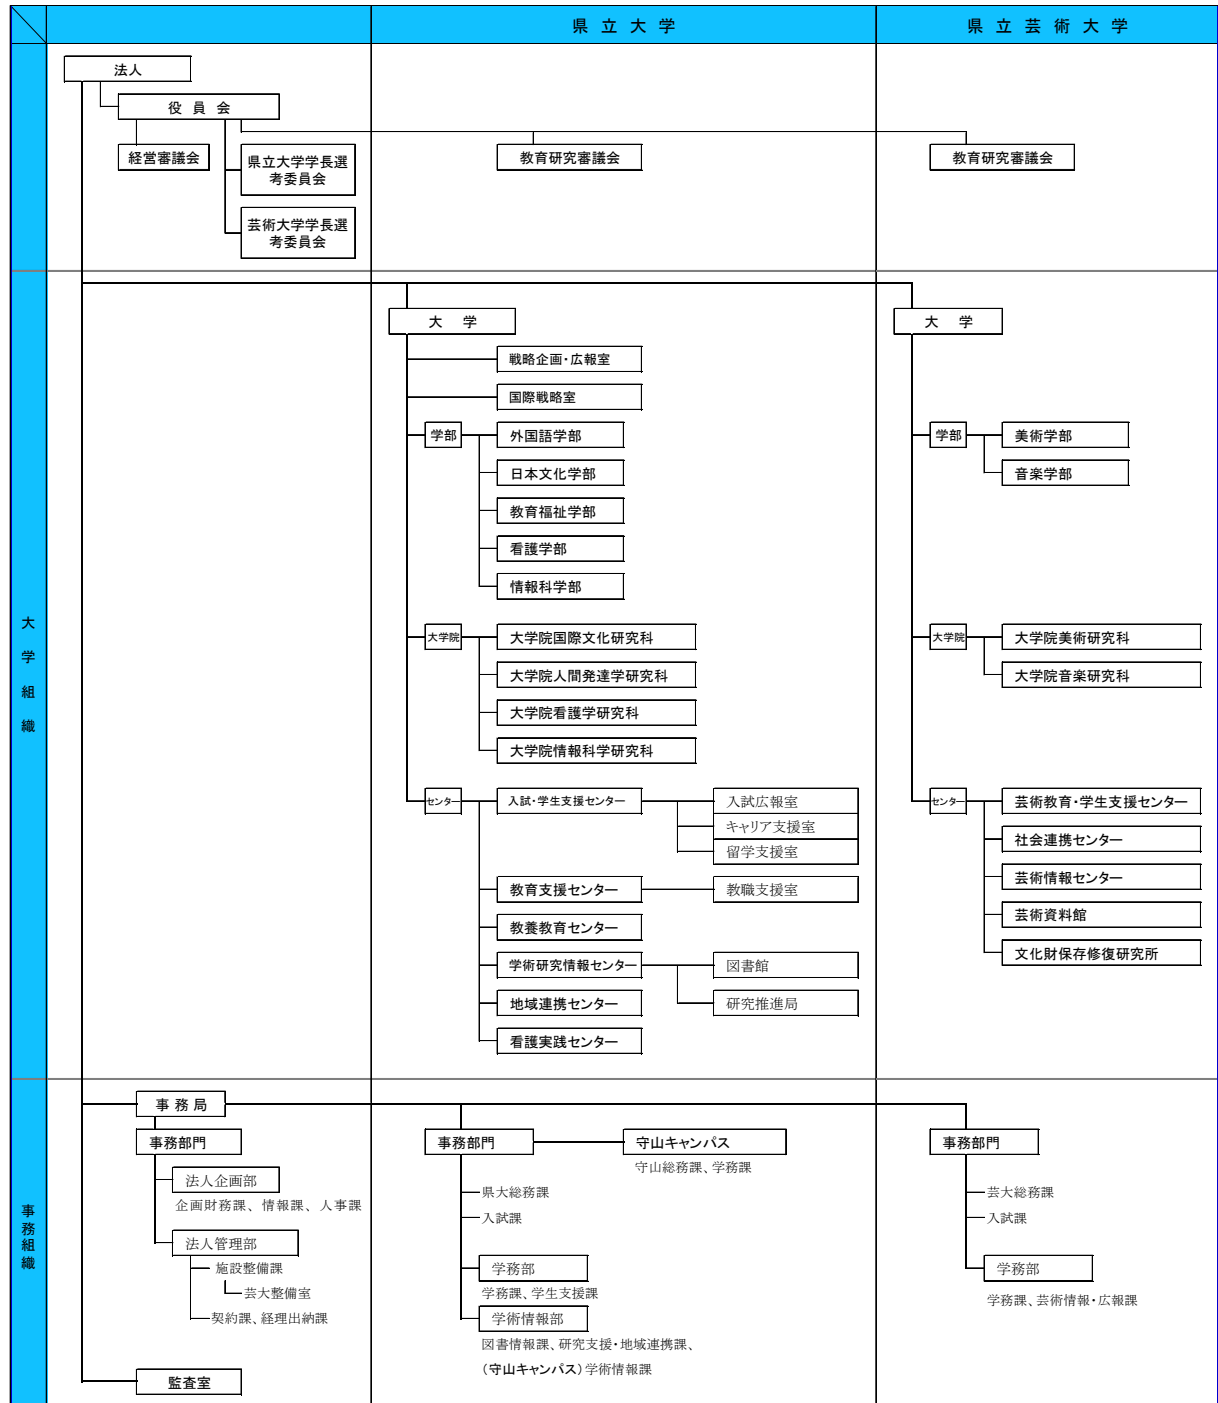 県立大学
県立芸術大学
大学組織
法人
役員会
経営審議会
県立大学学長選
考委員会
芸術大学学長選
考委員会
教育研究審議会
教育研究審議会
大学
戦略企画・広報室
国際戦略室
学部
外国語学部
日本文化学部
教育福祉学部
看護学部
情報科学部
大学院
大学院国際文化研究科
大学院人間発達学研究科
大学院看護学研究科
大学院情報科学研究科
センター
入試・学生支援センター
入試広報室
キャリア支援室
留学支援室
教育支援センター
教職支援室
教養教育センター
学術研究情報センター
図書館
研究推進局
地域連携センター
看護実践センター
大学
学部
美術学部
音楽学部
大学院
大学院美術研究科
大学院音楽研究科
センター
芸術教育・学生支援センター
社会連携センター
芸術情報センター
芸術資料館
文化財保存修復研究所
事務組織
事務局
事務部門
法人企画部
企画財務課、情報課、人事課
法人管理部
施設整備課
芸大整備室
契約課、経理出納課
監査室
事務部門
守山キャンパス
守山総務課、学務課
県大総務課
入試課
学務部
学務課、学生支援課
学術情報部
図書情報課、研究支援・地域連携課、
(守山キャンパス)学術情報課
事務部門
芸大総務課
入試課
学務部
学務課、芸術情報・広報課